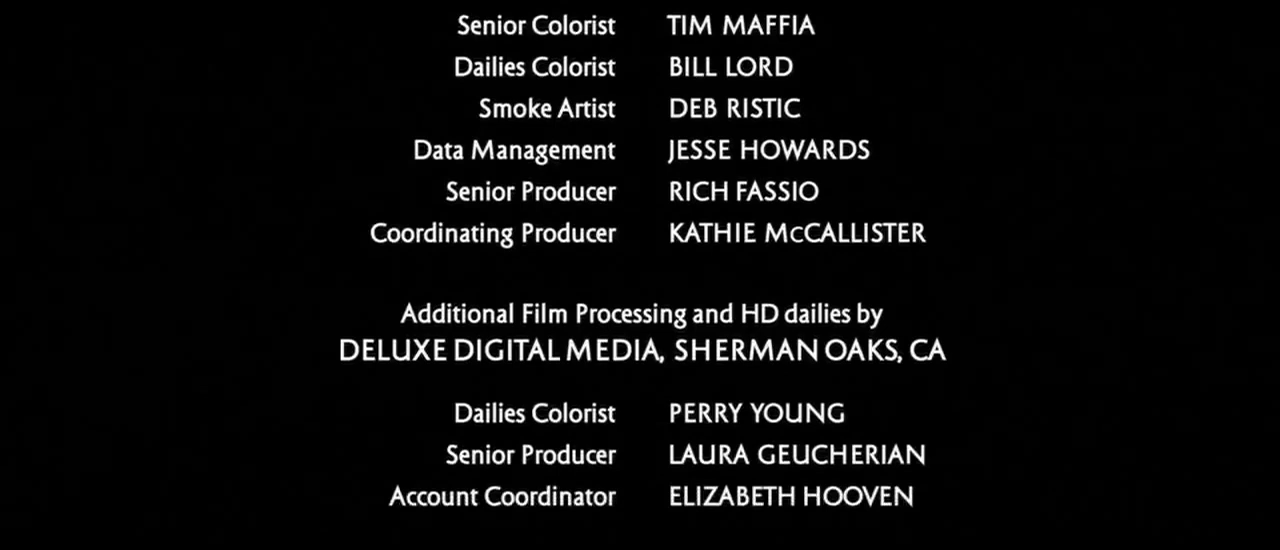 Senior Colorist TIM MAFFIA
Dailies Colorist BILL LORD
Smoke Artist DEB RISTIC
Data Management JESSE HOWARDS
Senior Producer RICH FASSIO
Coordinating Producer KATHIE McCALLISTER
Additional Film Processing and HD dailies by
DELUXE DIGITAL MEDIA, SHERMAN OAKS, CA
Dailies Colorist PERRY YOUNG
Senior Producer LAURA GEUCHERIAN
Account Coordinator ELIZABETH HOOVEN